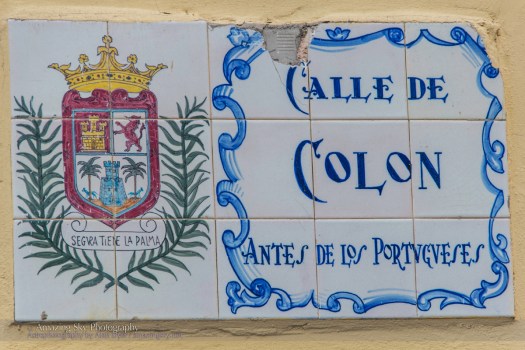 CALLE DE
COLON
ANTES DE LOS PORTVGVESES
SEGVRA TIENE LA PALMA
Amazing Sky Photography